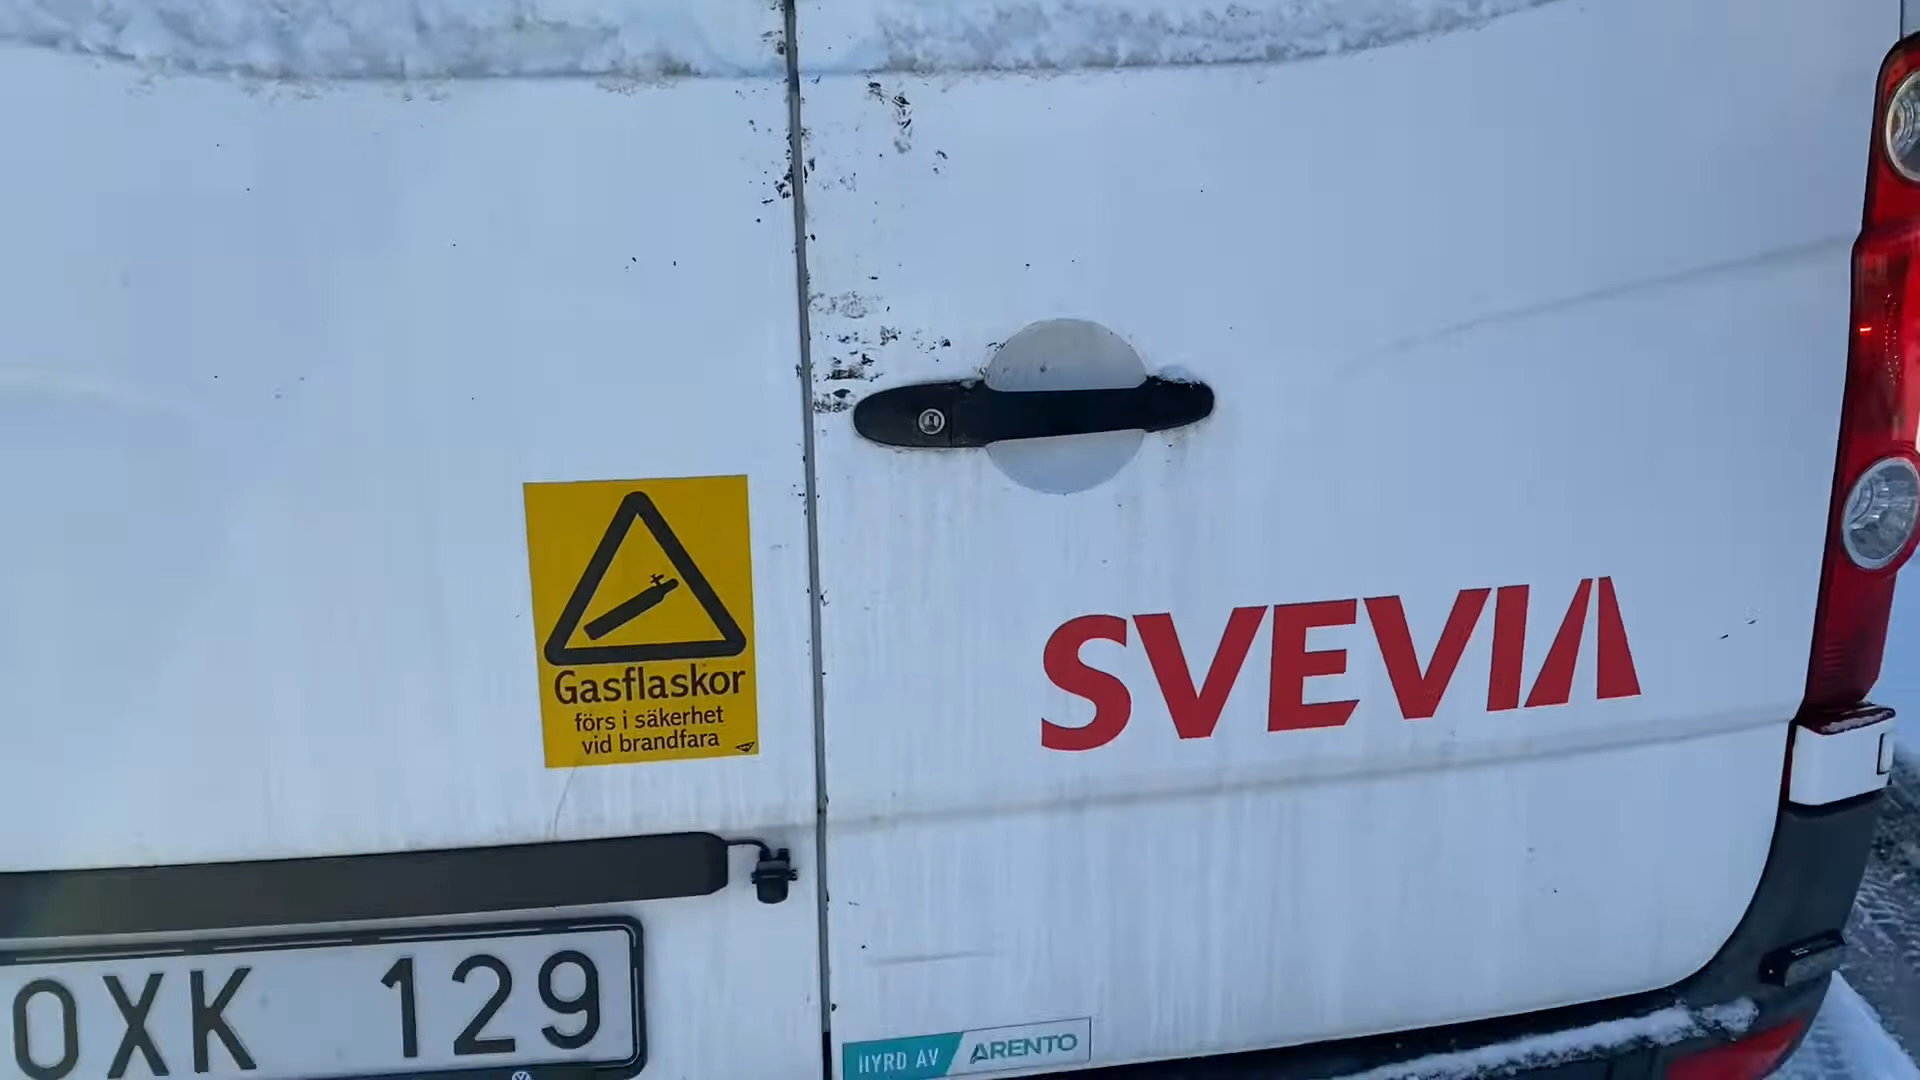 Gasflaskor
förs i säkerhet
vid brandfara
SVEVIA
OXK 129
HYRD AV ARENTO